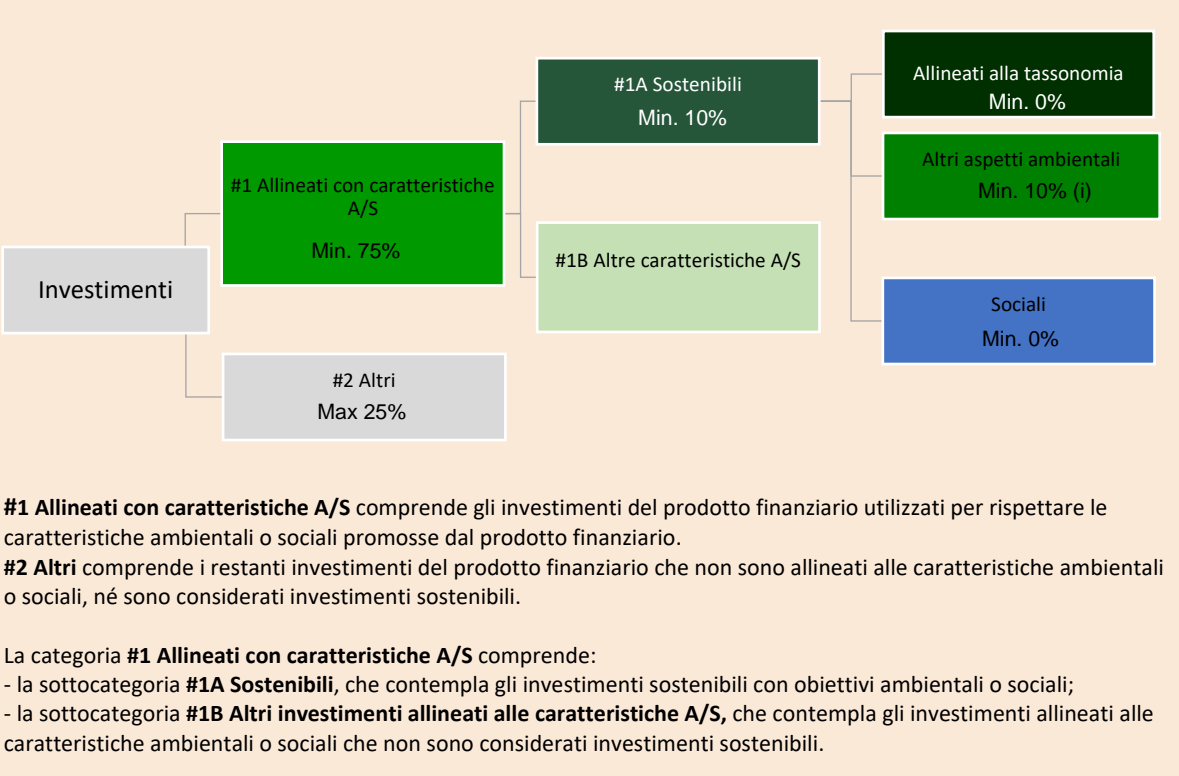 Allineati alla tassonomia
Min. 0%
#1A Sostenibili
Min. 10%
Altri aspetti ambientali
Min. 10% (i)
#1 Allineati con caratteristiche
A/S
Min. 75%
#1B Altre caratteristiche A/S
Investimenti
Sociali
Min. 0%
#2 Altri
Max 25%
#1 Allineati con caratteristiche A/S comprende gli investimenti del prodotto finanziario utilizzati per rispettare le
caratteristiche ambientali o sociali promosse dal prodotto finanziario.
#2 Altri comprende i restanti investimenti del prodotto finanziario che non sono allineati alle caratteristiche ambientali
o sociali, né sono considerati investimenti sostenibili.
La categoria #1 Allineati con caratteristiche A/S comprende:
- la sottocategoria #1A Sostenibili, che contempla gli investimenti sostenibili con obiettivi ambientali o sociali;
- la sottocategoria #1B Altri investimenti allineati alle caratteristiche A/S, che contempla gli investimenti allineati alle
caratteristiche ambientali o sociali che non sono considerati investimenti sostenibili.